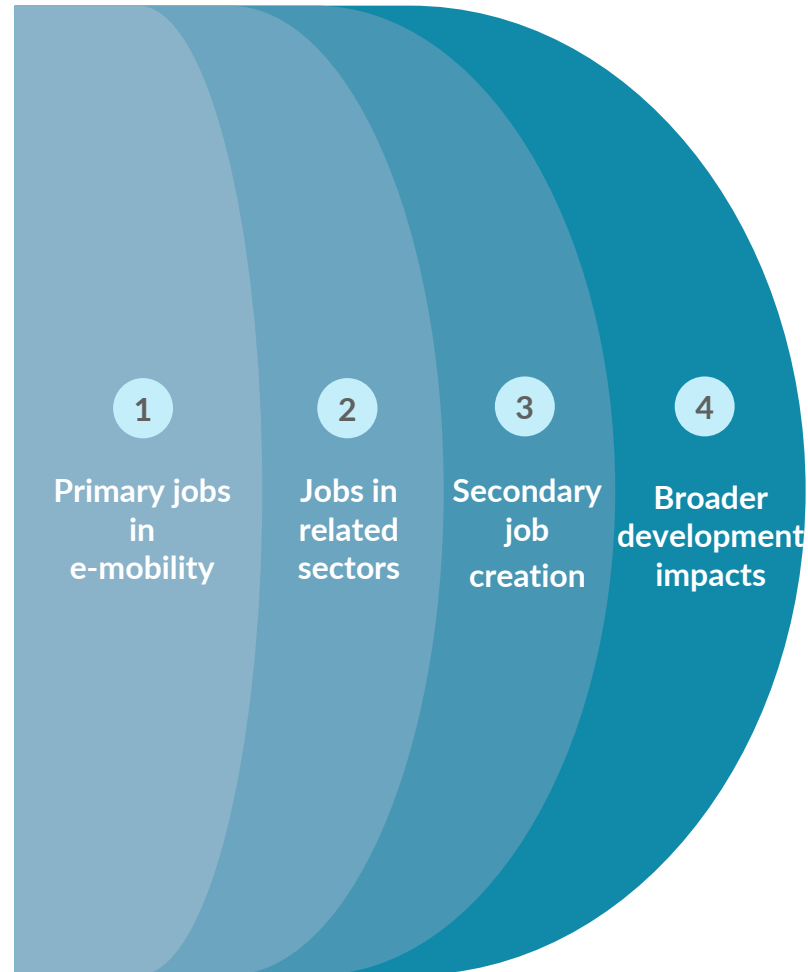 1
Primary jobs
in
e-mobility
2
Jobs in
related
sectors
3
Secondary
job
creation
4
Broader
development
impacts